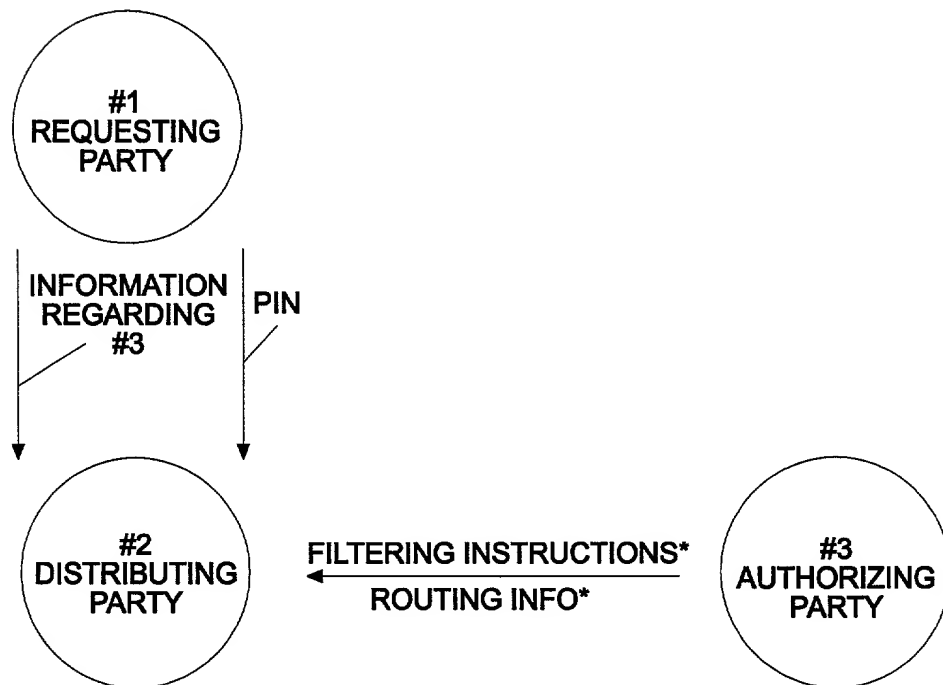 #1
REQUESTING
PARTY
INFORMATION
REGARDING
#3
PIN
#2
DISTRIBUTING
PARTY
FILTERING INSTRUCTIONS*
ROUTING INFO*
#3
AUTHORIZING
PARTY